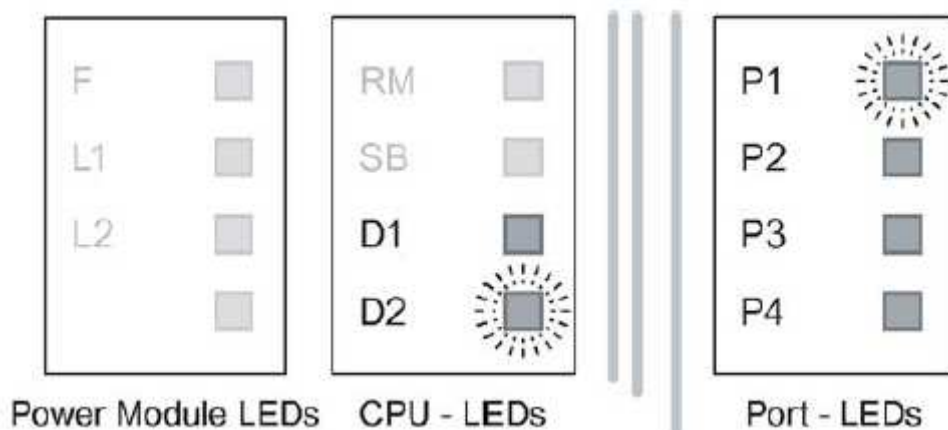 F
L1
L2
Power Module LEDs
RM
SB
D1
D2
CPU - LEDs
P1
P2
P3
P4
Port - LEDs